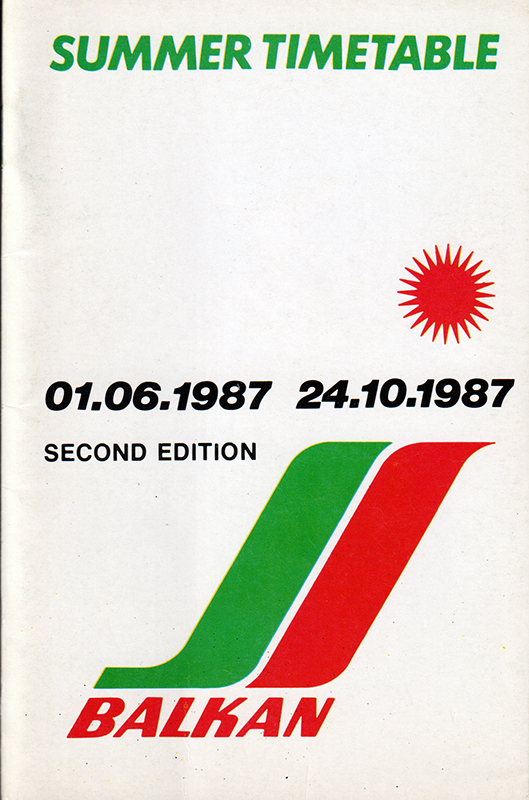 SUMMER TIMETABLE
01.06.1987 24.10.1987
SECOND EDITION
BALKAN